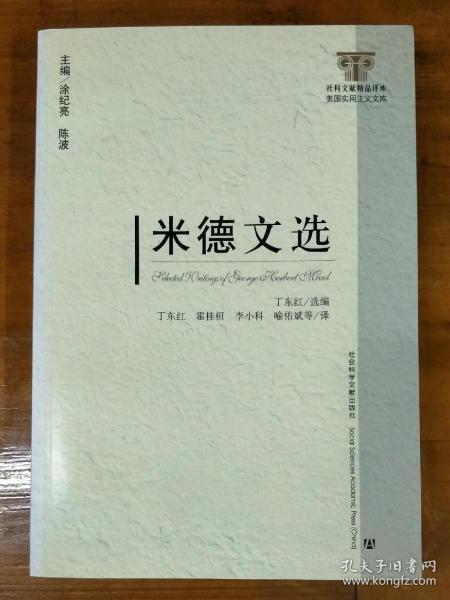 主编/涂纪亮 陈波
社科文献精品译库
美国实用主义文库
米德文选
Selected Writings of George Herbert Mead
丁东红/选编
丁东红 霍桂桓 李小科 喻佑斌等/译
社会科学文献出版社 Social Sciences Academic Press (China)
孔夫子旧书网
www.kongfz.com